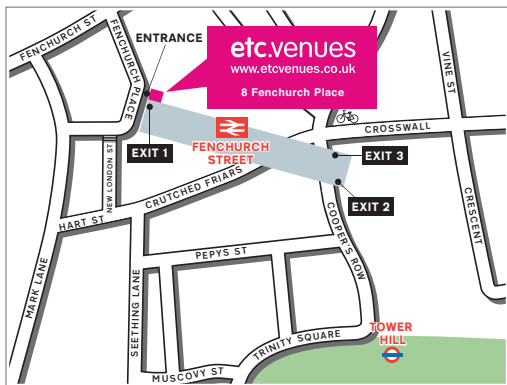 FENCHURCH ST
FENCHURCH PLACE
ENTRANCE
etc.venues
www.etcvenues.co.uk
8 Fenchurch Place
VINE ST
CROSSWALL
EXIT 1
FENCHURCH
STREET
EXIT 3
NEW LONDON ST
CRUTCHED FRIARS
EXIT 2
HART ST
CRESCENT
COOPER'S ROW
PEPYS ST
MARK LANE
SEETHING LANE
TOWER
HILL
TRINITY SQUARE
MUSCOVY ST